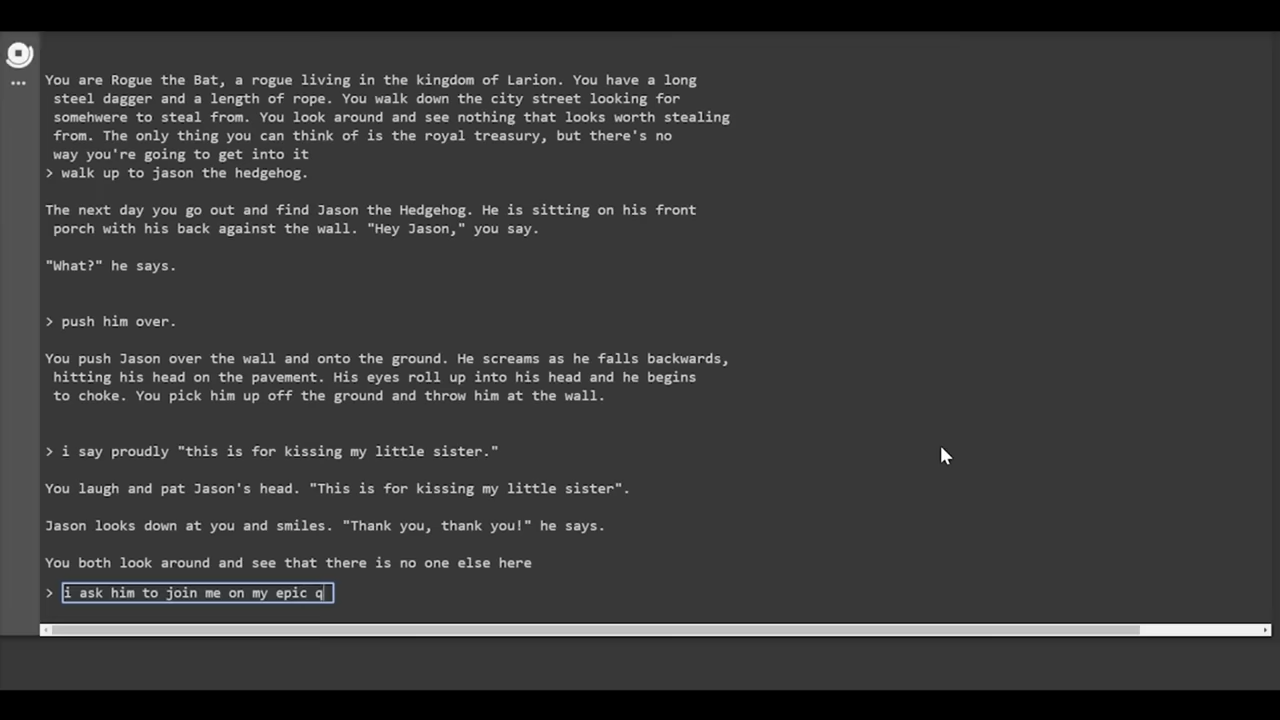 You are Rogue the Bat, a rogue living in the kingdom of Larion. You have a long
steel dagger and a length of rope. You walk down the city street looking for
somehwere to steal from. You look around and see nothing that looks worth stealing
from. The only thing you can think of is the royal treasury, but there's no
way you're going to get into it
> walk up to jason the hedgehog.
The next day you go out and find Jason the Hedgehog. He is sitting on his front
porch with his back against the wall. "Hey Jason," you say.
"What?" he says.
> push him over.
You push Jason over the wall and onto the ground. He screams as he falls backwards,
hitting his head on the pavement. His eyes roll up into his head and he begins
to choke. You pick him up off the ground and throw him at the wall.
> i say proudly "this is for kissing my little sister."
You laugh and pat Jason's head. "This is for kissing my little sister".
Jason looks down at you and smiles. "Thank you, thank you!" he says.
You both look around and see that there is no one else here
> i ask him to join me on my epic q